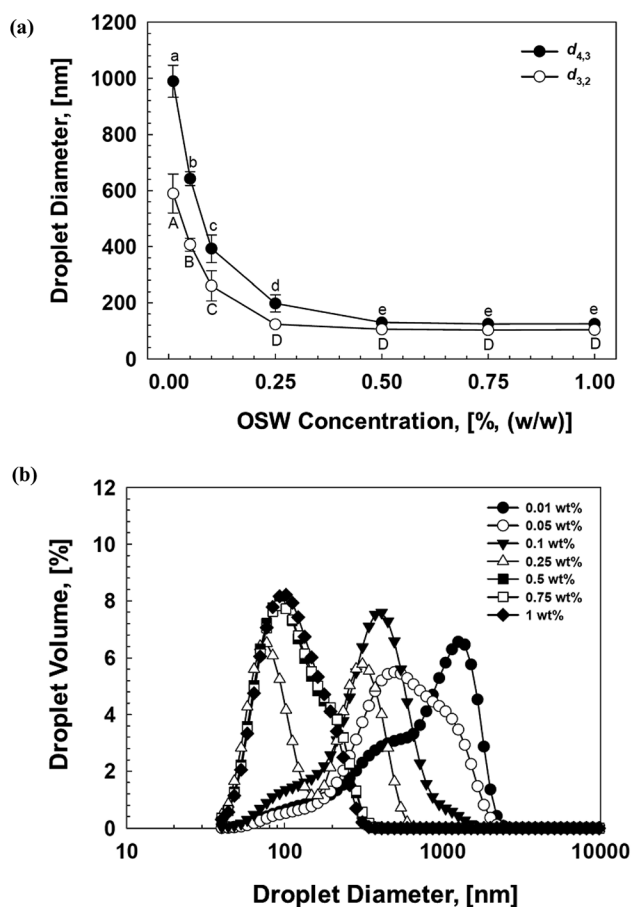 (a)
1200
1000
800
600
400
200
0
Droplet Diameter, [nm]
a
b
c
d
e
e
e
A
B
C
D
D
D
D
d4,3
d3,2
0.00 0.25 0.50 0.75 1.00
OSW Concentration, [%, (w/w)]
(b)
12
10
8
6
4
2
0
Droplet Volume, [%]
0.01 wt%
0.05 wt%
0.1 wt%
0.25 wt%
0.5 wt%
0.75 wt%
1 wt%
10 100 1000 10000
Droplet Diameter, [nm]